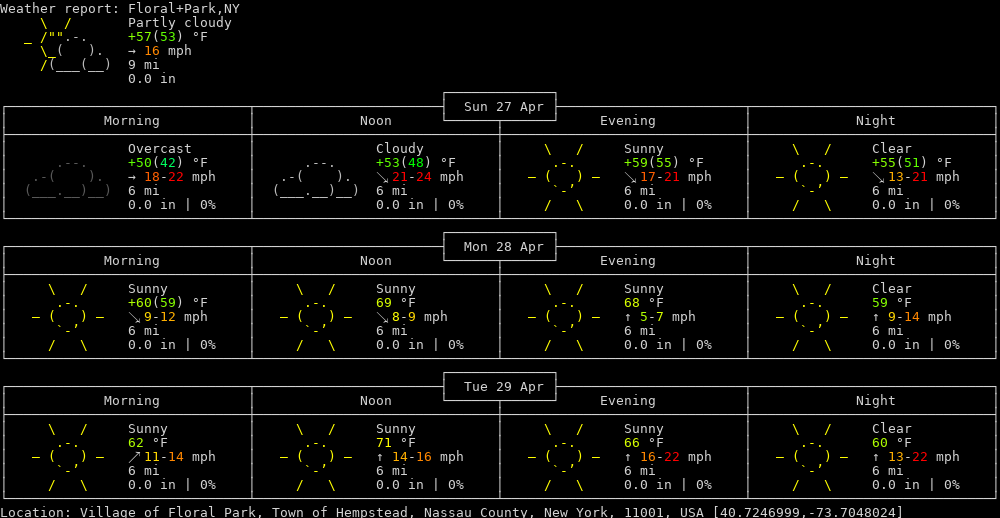 Weather report: Floral+Park,NY
Partly cloudy
+57(53) °F
→ 16 mph
9 mi
0.0 in
Sun 27 Apr
Morning Noon Evening Night
Overcast Cloudy Sunny Clear
+50(42) °F +53(48) °F +59(55) °F +55(51) °F
→ 18-22 mph ↘ 21-24 mph ↘ 17-21 mph ↘ 13-21 mph
6 mi 6 mi 6 mi 6 mi
0.0 in | 0% 0.0 in | 0% 0.0 in | 0% 0.0 in | 0%
Mon 28 Apr
Morning Noon Evening Night
Sunny Sunny Sunny Clear
+60(59) °F 69 °F 68 °F 59 °F
↘ 9-12 mph ↘ 8-9 mph ↑ 5-7 mph ↑ 9-14 mph
6 mi 6 mi 6 mi 6 mi
0.0 in | 0% 0.0 in | 0% 0.0 in | 0% 0.0 in | 0%
Tue 29 Apr
Morning Noon Evening Night
Sunny Sunny Sunny Clear
62 °F 71 °F 66 °F 60 °F
↗ 11-14 mph ↑ 14-16 mph ↑ 16-22 mph ↑ 13-22 mph
6 mi 6 mi 6 mi 6 mi
0.0 in | 0% 0.0 in | 0% 0.0 in | 0% 0.0 in | 0%
Location: Village of Floral Park, Town of Hempstead, Nassau County, New York, 11001, USA [40.7246999,-73.7048024]